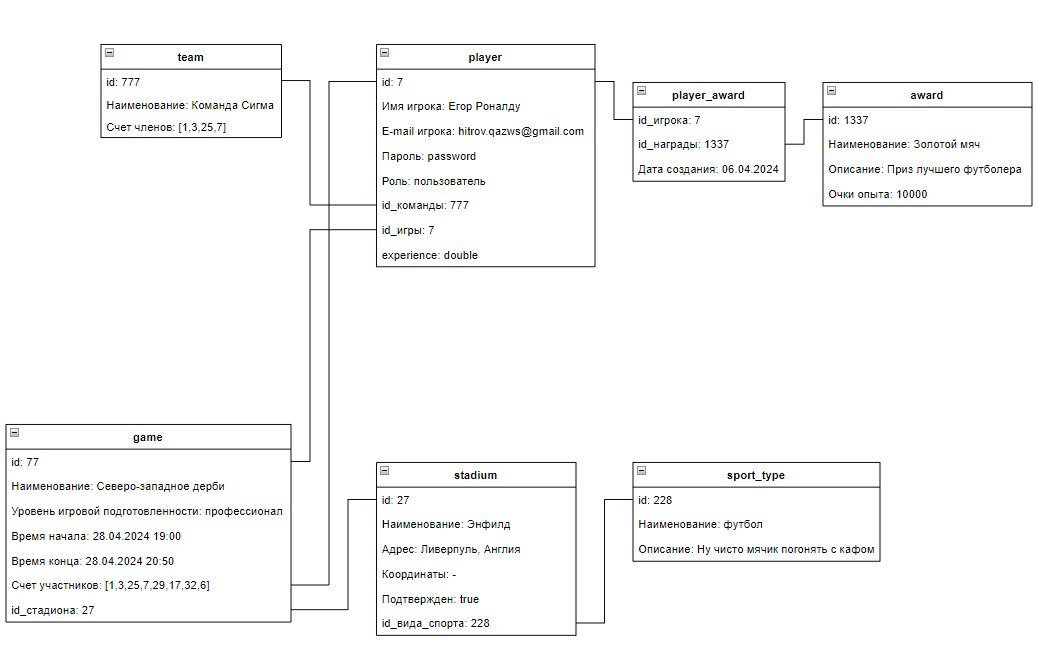 team
id: 777
Наименование: Команда Сигма
Счет членов: [1,3,25,7]
player
id: 7
Имя игрока: Егор Роналду
E-mail игрока: hitrov.qazws@gmail.com
Пароль: password
Роль: пользователь
id_команды: 777
id_игры: 7
experience: double
player_award
id_игрока: 7
id_награды: 1337
Дата создания: 06.04.2024
award
id: 1337
Наименование: Золотой мяч
Описание: Приз лучшего футболера
Очки опыта: 10000
game
id: 77
Наименование: Северо-западное дерби
Уровень игровой подготовленности: профессионал
Время начала: 28.04.2024 19:00
Время конца: 28.04.2024 20:50
Счет участников: [1,3,25,7,29,17,32,6]
id_стадиона: 27
stadium
id: 27
Наименование: Энфилд
Адрес: Ливерпуль, Англия
Координаты: -
Подтвержден: true
id_вида_спорта: 228
sport_type
id: 228
Наименование: футбол
Описание: Ну чисто мячик погонять с кафом